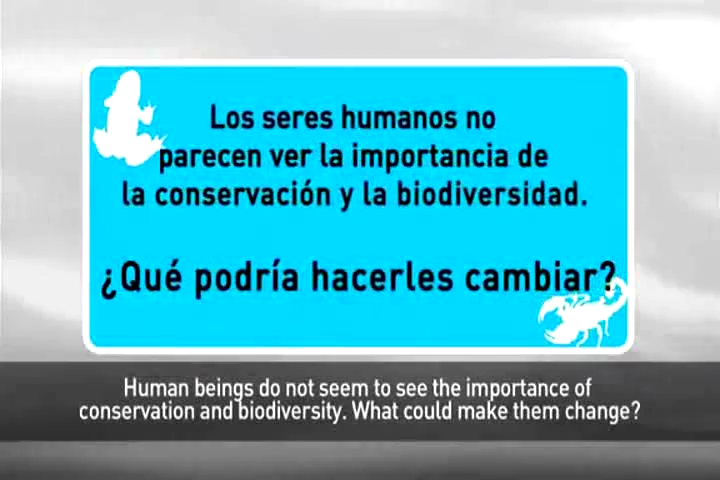 Los seres humanos no
parecen ver la importancia de
la conservación y la biodiversidad.
¿Qué podría hacerles cambiar?
Human beings do not seem to see the importance of
conservation and biodiversity. What could make them change?